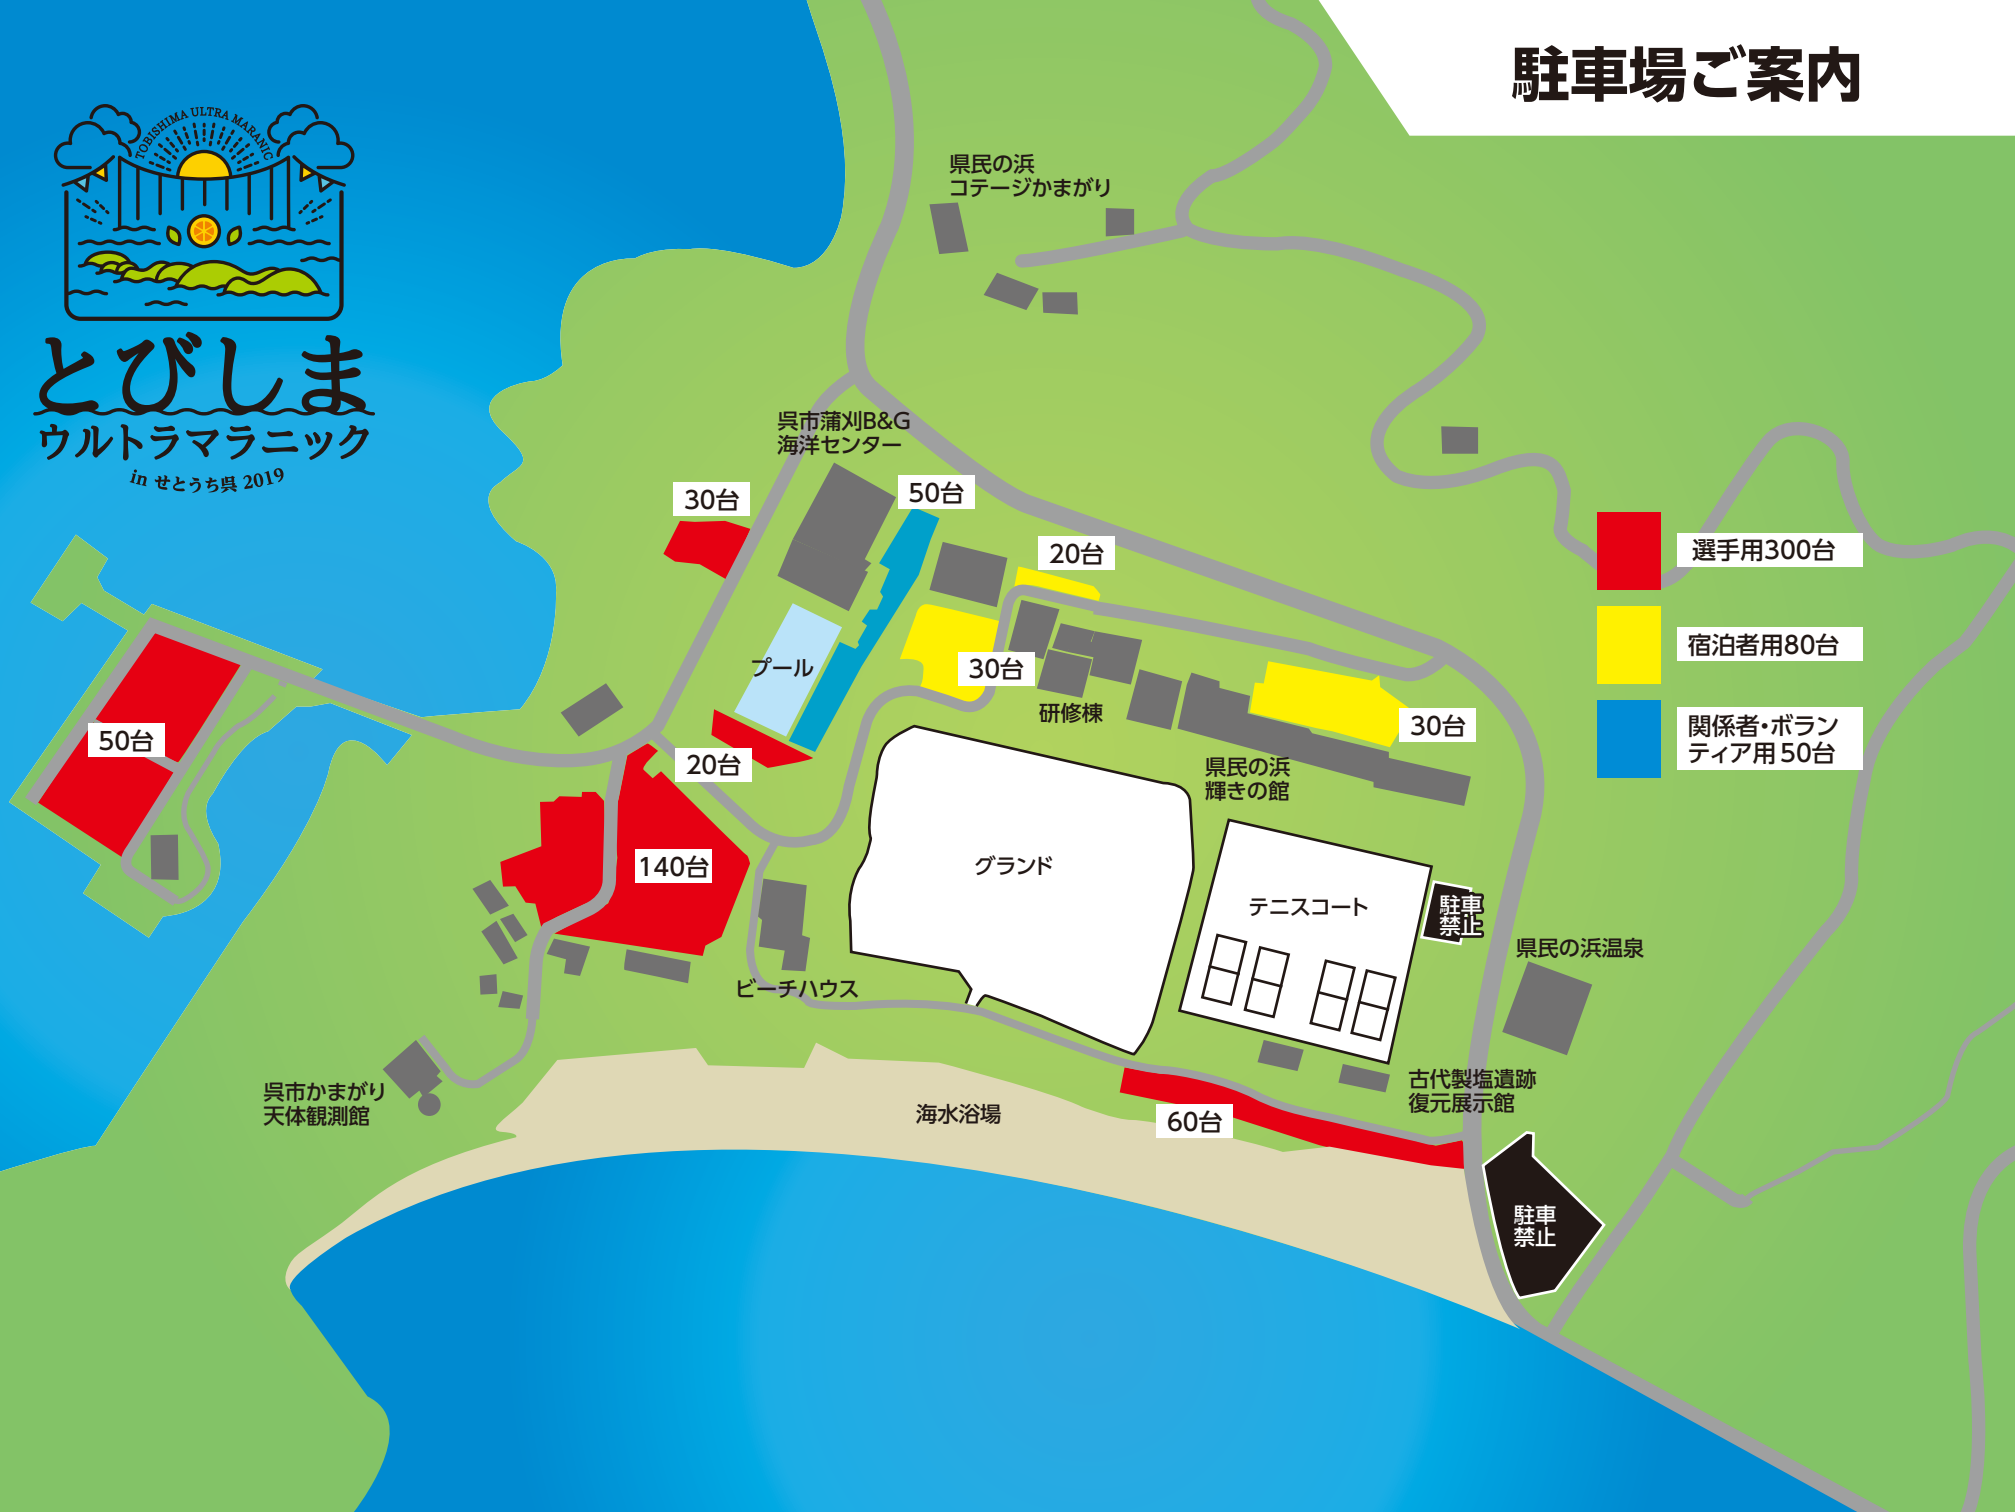 駐車場ご案内
TOBISHIMA ULTRA MARANIC
とびしま
ウルトラマラニック
in せとうち呉 2019
県民の浜
コテージかまがり
呉市蒲刈B&G
海洋センター
30台
50台
20台
選手用300台
宿泊者用80台
関係者・ボラン
ティア用50台
プール
30台
研修棟
30台
50台
20台
県民の浜
輝きの館
140台
グランド
テニスコート
駐車
禁止
県民の浜温泉
ビーチハウス
呉市かまがり
天体観測館
海水浴場
60台
古代製塩遺跡
復元展示館
駐車
禁止